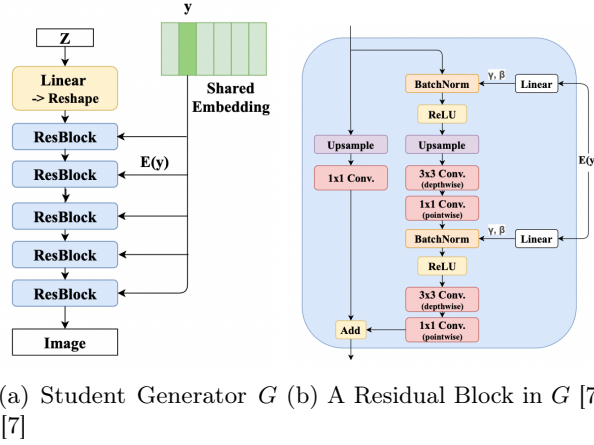 y
Z
Linear
-> Reshape
Shared
Embedding
ResBlock
ResBlock
E(y)
ResBlock
ResBlock
ResBlock
Image
BatchNorm
γ, β
Linear
ReLU
Upsample
Upsample
1x1 Conv.
3x3 Conv.
(depthwise)
E(y
1x1 Conv.
(pointwise)
BatchNorm
γ, β
Linear
ReLU
3x3 Conv.
(depthwise)
Add
1x1 Conv.
(pointwise)
(a) Student Generator G (b) A Residual Block in G [7
[7]